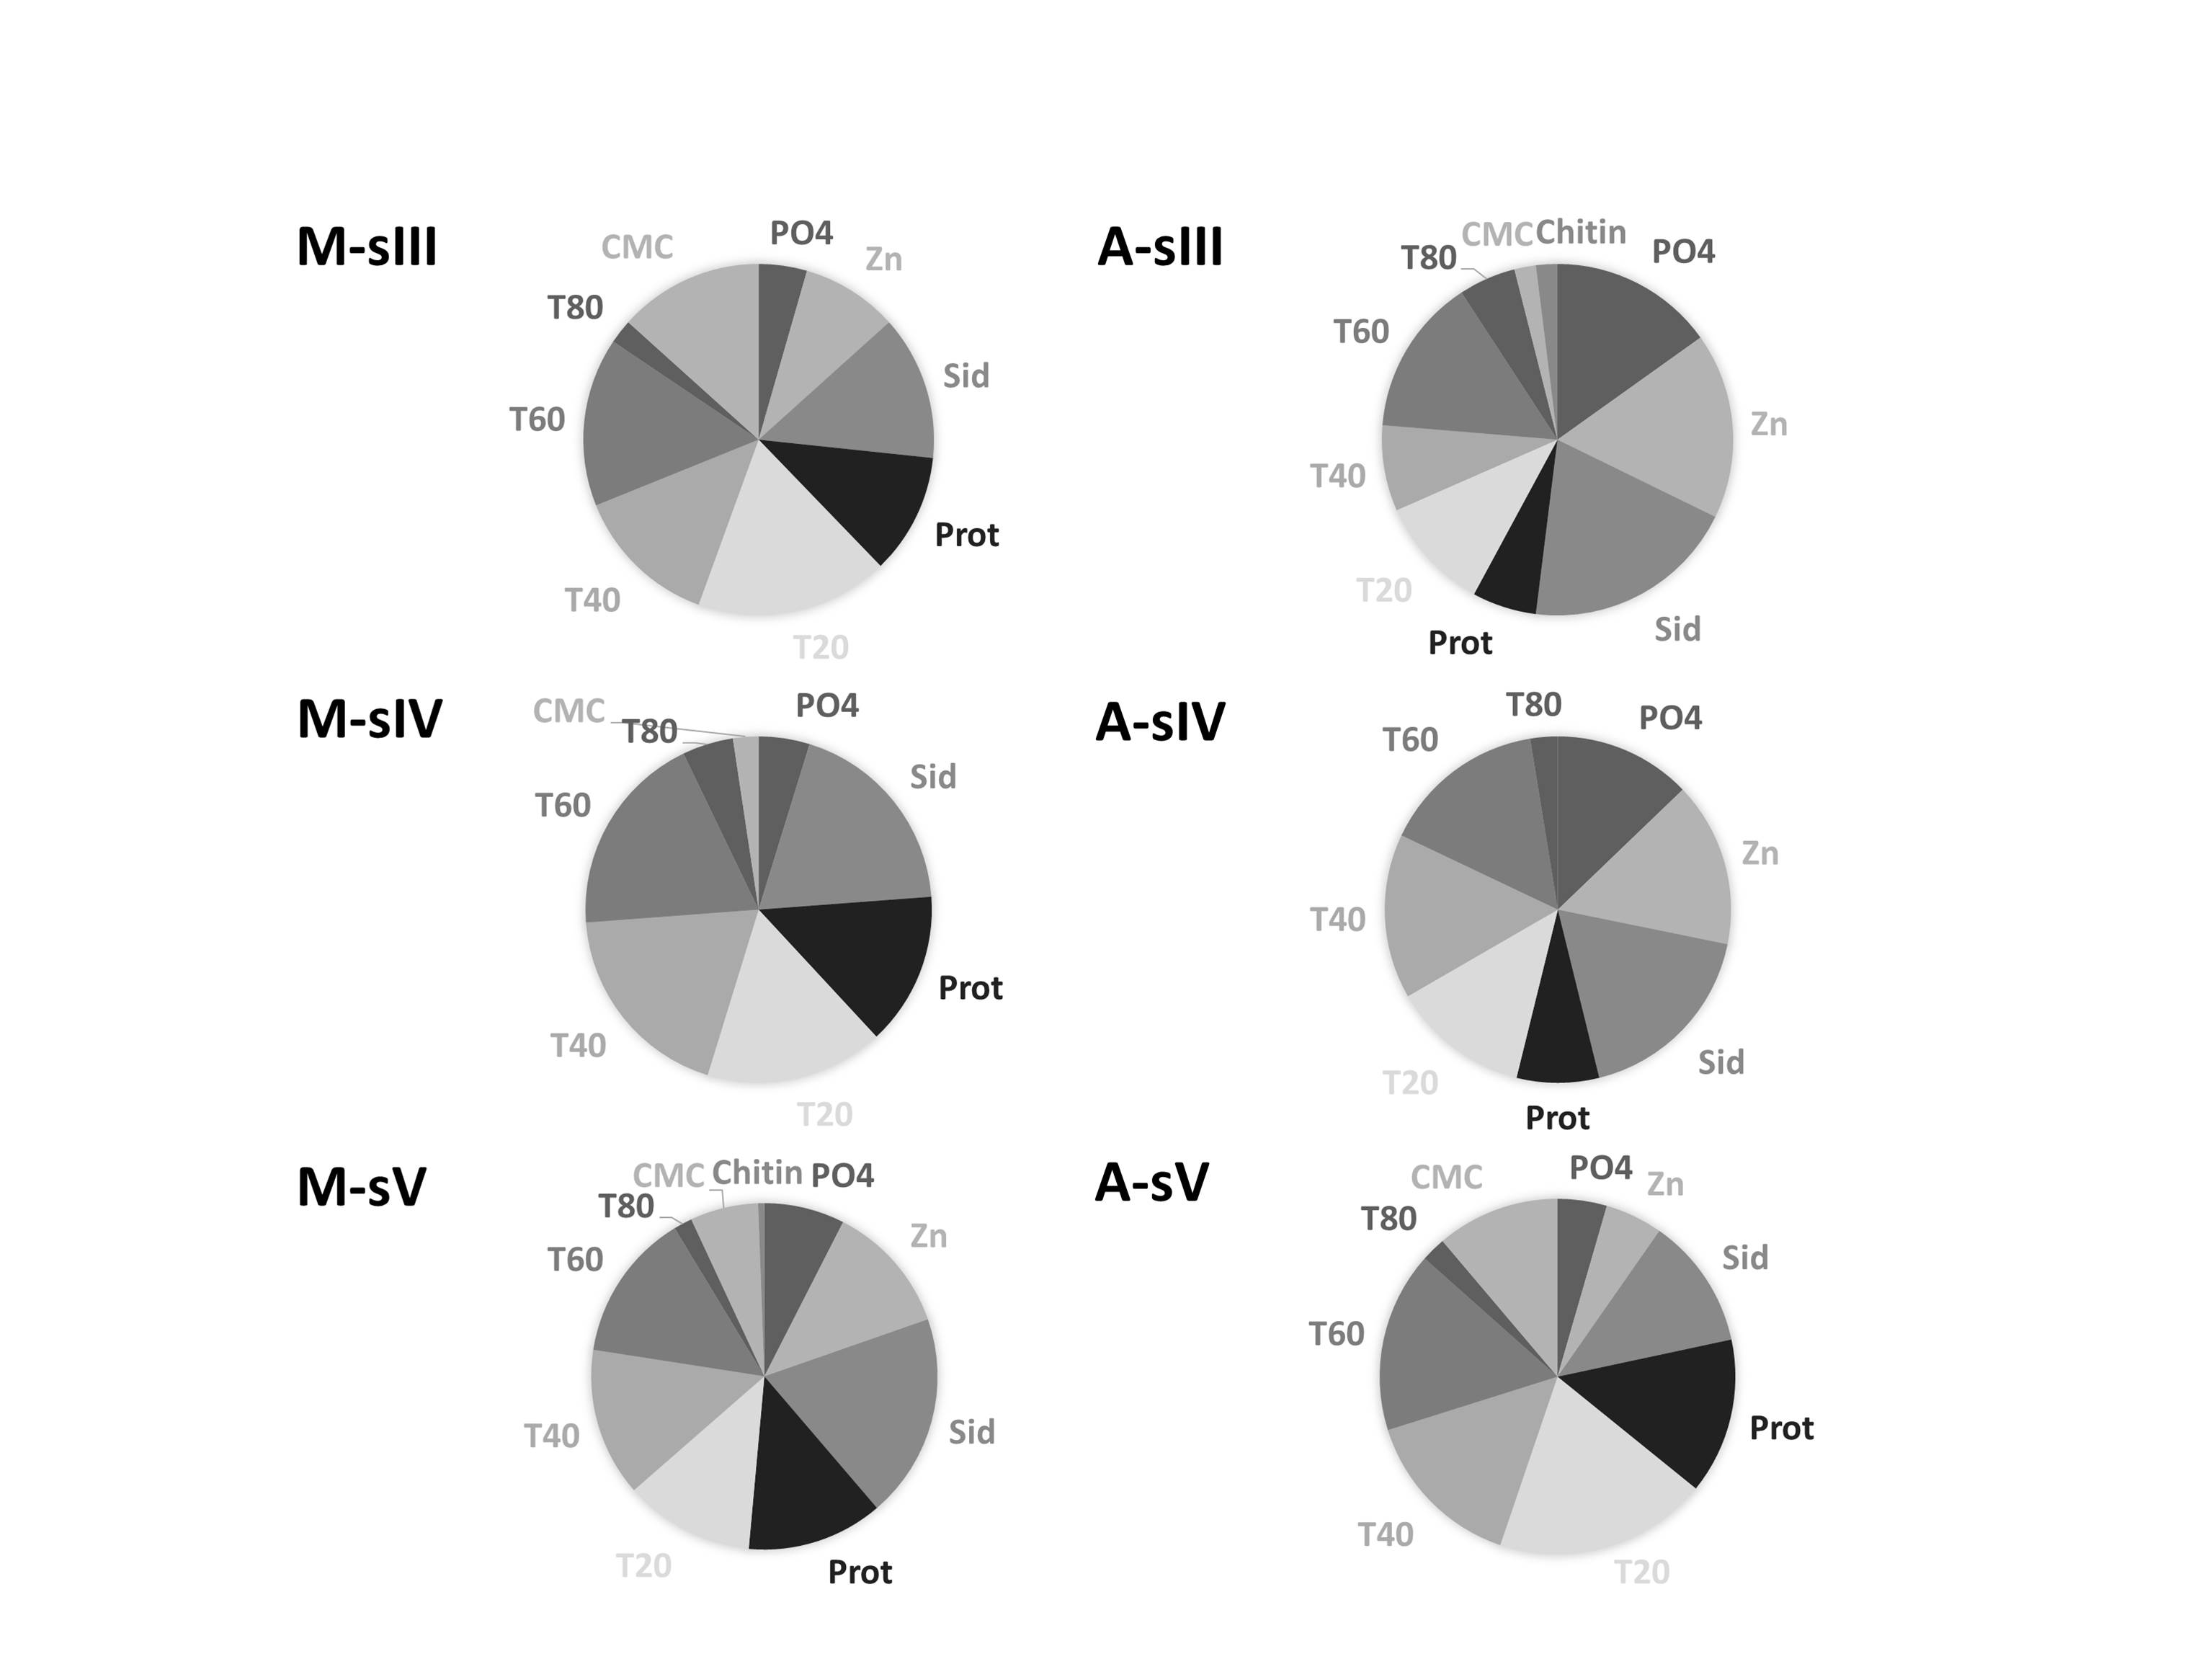 M-sIII
CMC
PO4
Zn
T80
Sid
T60
Prot
T40
T20
A-sIII
CMC
Chitin
PO4
T80
T60
Zn
T40
T20
Sid
Prot
M-sIV
CMC
PO4
T80
Sid
T60
Prot
T40
T20
A-sIV
T80
PO4
T60
Zn
T40
Sid
T20
Prot
M-sV
CMC
Chitin
PO4
T80
Zn
T60
Sid
T40
T20
Prot
A-sV
PO4
CMC
Zn
T80
Sid
T60
Prot
T40
T20